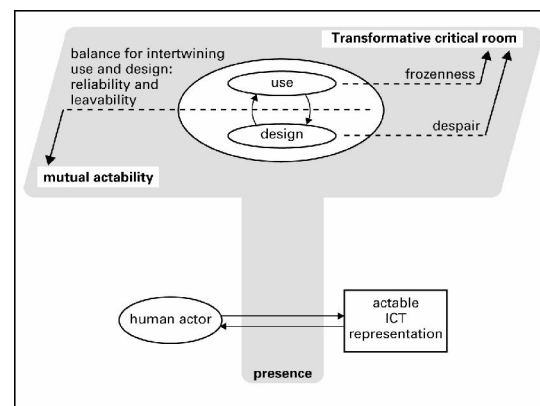 Transformative critical room
balance for intertwining
use and design:
reliability and
leavability
use
frozenness
design
despair
mutual actability
human actor
actable
ICT
representation
presence